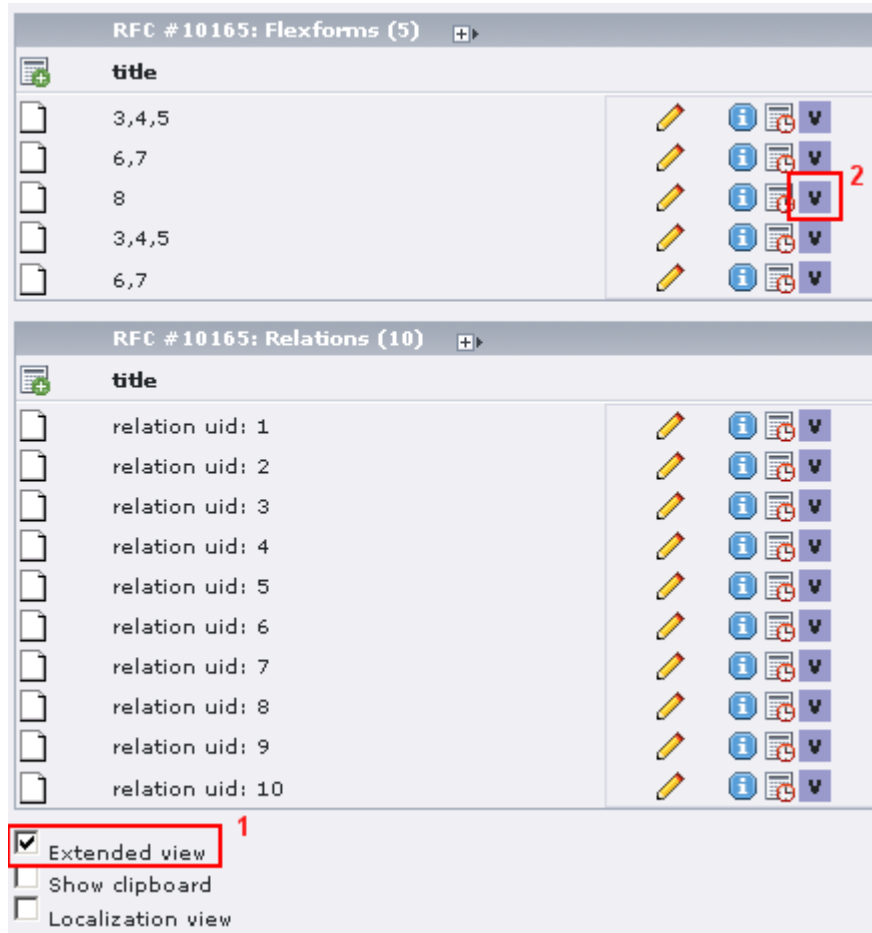 RFC #10165: Flexforms (5)
title
3,4,5 V
6,7 V
8 V 2
3,4,5 V
6,7 V
RFC #10165: Relations (10)
title
relation uid: 1 V
relation uid: 2 V
relation uid: 3 V
relation uid: 4 V
relation uid: 5 V
relation uid: 6 V
relation uid: 7 V
relation uid: 8 V
relation uid: 9 V
relation uid: 10 V
1
Extended view
Show clipboard
Localization view